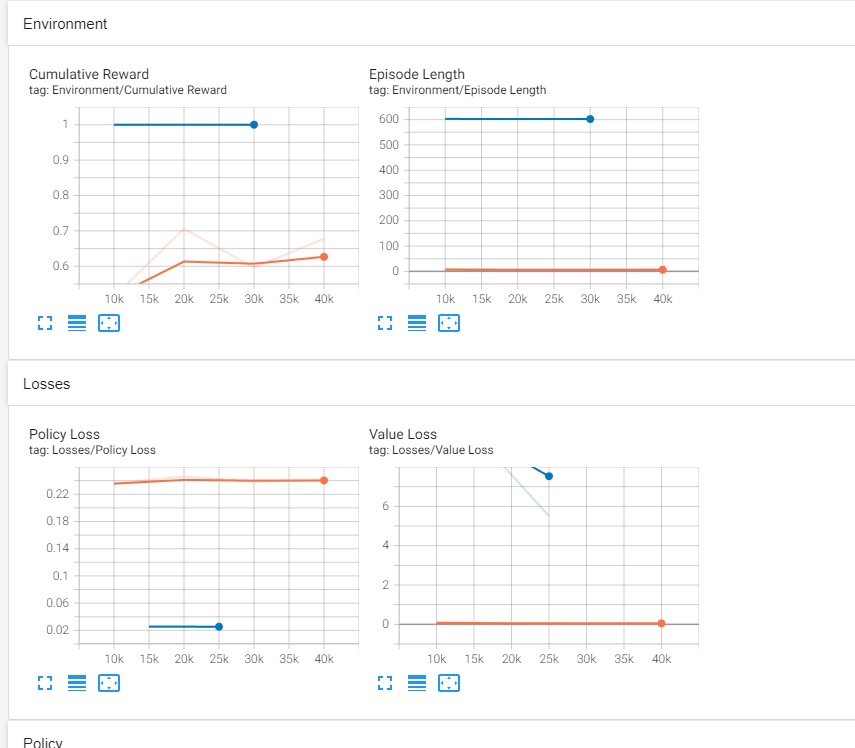 Environment
Cumulative Reward
tag: Environment/Cumulative Reward
1
0.9
0.8
0.7
0.6
10k 15k 20k 25k 30k 35k 40k
Episode Length
tag: Environment/Episode Length
600
500
400
300
200
100
0
10k 15k 20k 25k 30k 35k 40k
Losses
Policy Loss
tag: Losses/Policy Loss
0.22
0.18
0.14
0.1
0.06
0.02
10k 15k 20k 25k 30k 35k 40k
Value Loss
tag: Losses/Value Loss
6
4
2
0
10k 15k 20k 25k 30k 35k 40k
Policy